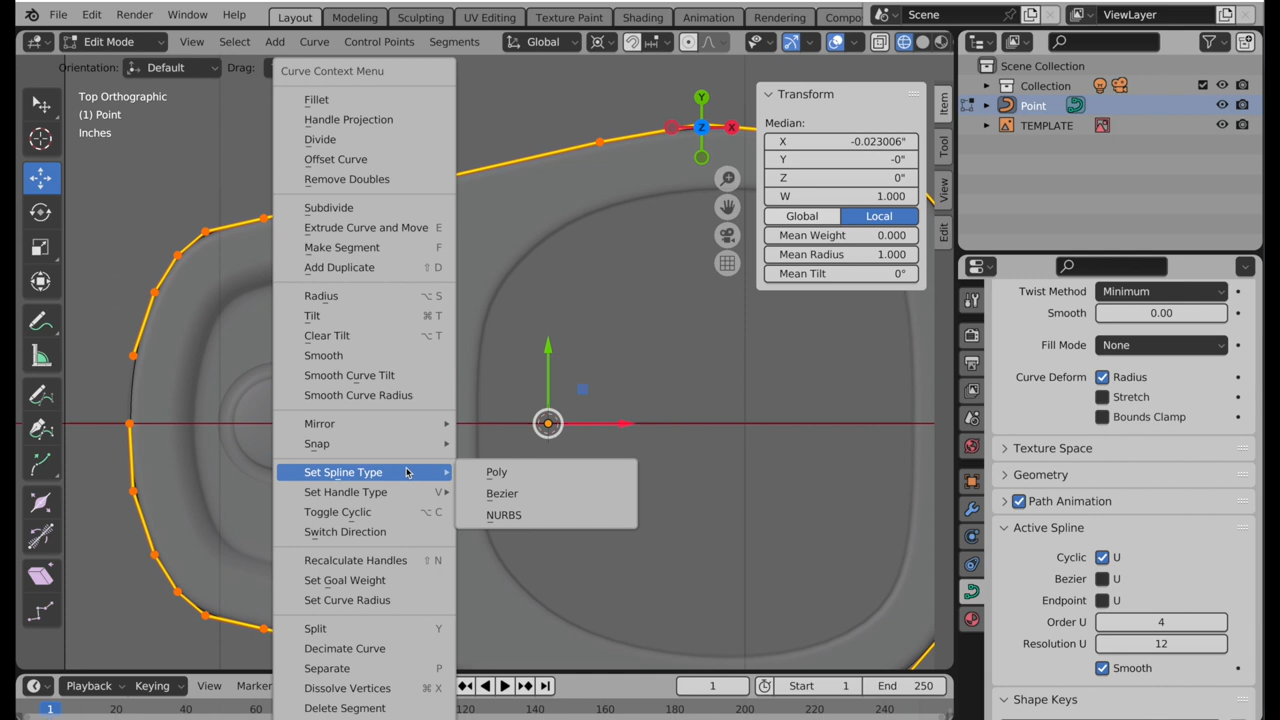 File Edit Render Window Help
Layout Modeling Sculpting UV Editing Texture Paint Shading Animation Rendering Compo
Scene
ViewLayer
Edit Mode
View Select Add Curve Control Points Segments
Global
Orientation: Default
Drag:
Top Orthographic
(1) Point
Inches
Curve Context Menu
Fillet
Handle Projection
Divide
Offset Curve
Remove Doubles
Subdivide
Extrude Curve and Move E
Make Segment F
Add Duplicate ⇧ D
Radius ⌥ S
Tilt ⌘ T
Clear Tilt ⌥ T
Smooth
Smooth Curve Tilt
Smooth Curve Radius
Mirror
Snap
Set Spline Type
Set Handle Type V
Toggle Cyclic ⌥ C
Switch Direction
Recalculate Handles ⇧ N
Set Goal Weight
Set Curve Radius
Split Y
Decimate Curve
Separate P
Dissolve Vertices ⌘ X
Delete Segment
Poly
Bezier
NURBS
Y
Z
X
Transform
Median:
X -0.023006"
Y -0"
Z 0"
W 1.000
Global Local
Mean Weight 0.000
Mean Radius 1.000
Mean Tilt 0°
Item
Tool
View
Edit
Scene Collection
Collection
Point
TEMPLATE
Twist Method Minimum
Smooth 0.00
Fill Mode None
Curve Deform Radius
Stretch
Bounds Clamp
Texture Space
Geometry
Path Animation
Active Spline
Cyclic U
Bezier U
Endpoint U
Order U 4
Resolution U 12
Smooth
Shape Keys
Playback Keying View Marker
1
Start 1
End 250
1 20 40 60 80 120 140 160 180 200 220 240